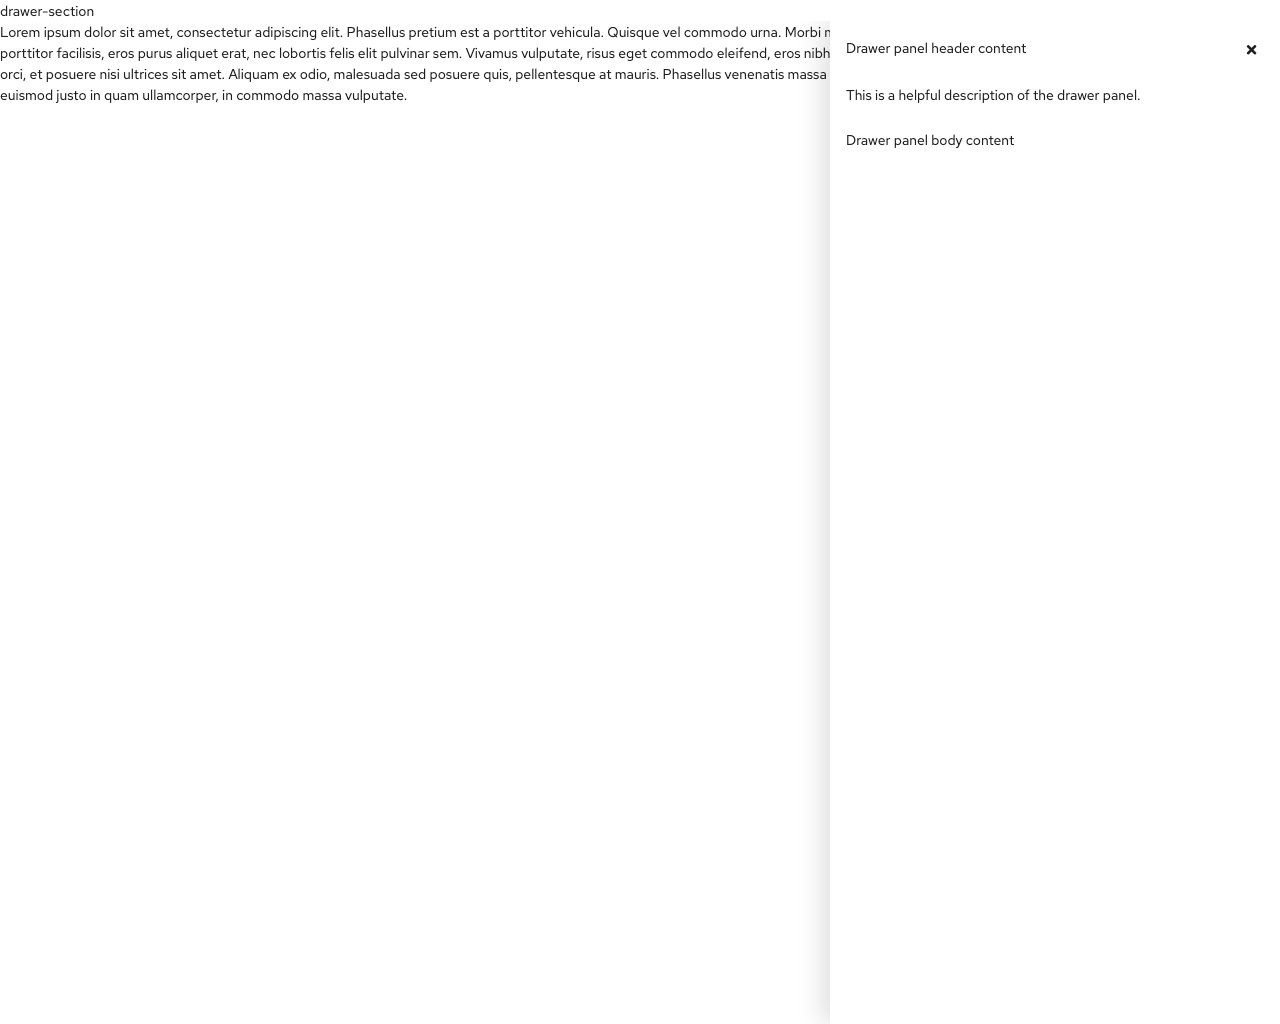 drawer-section
Lorem ipsum dolor sit amet, consectetur adipiscing elit. Phasellus pretium est a porttitor vehicula. Quisque vel commodo urna. Morbi
porttitor facilisis, eros purus aliquet erat, nec lobortis felis elit pulvinar sem. Vivamus vulputate, risus eget commodo eleifend, eros nibh
orci, et posuere nisi ultrices sit amet. Aliquam ex odio, malesuada sed posuere quis, pellentesque at mauris. Phasellus venenatis massa
euismod justo in quam ullamcorper, in commodo massa vulputate.
Drawer panel header content
This is a helpful description of the drawer panel.
Drawer panel body content